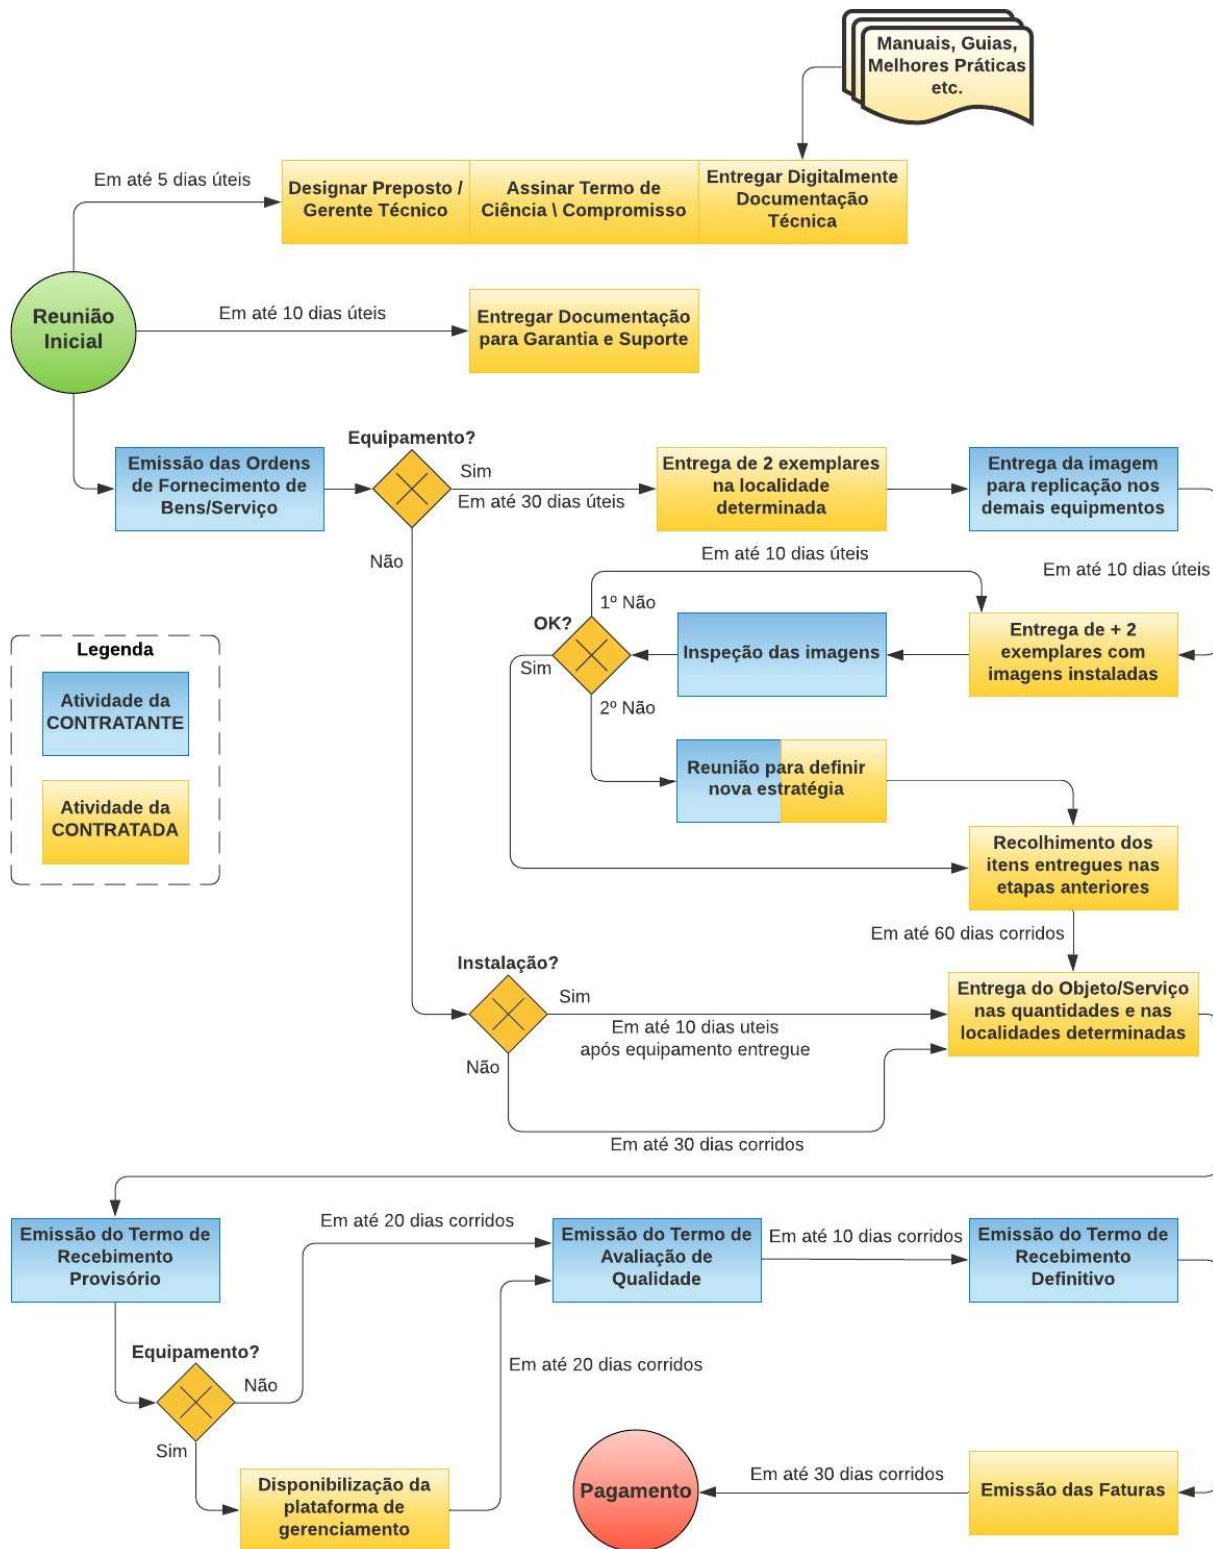 Manuais, Guias,
Melhores Práticas
etc.
Em até 5 dias úteis
Designar Preposto /
Gerente Técnico
Assinar Termo de
Ciência \ Compromisso
Entregar Digitalmente
Documentação
Técnica
Reunião
Inicial
Em até 10 dias úteis
Entregar Documentação
para Garantia e Suporte
Emissão das Ordens
de Fornecimento de
Bens/Serviço
Equipamento?
Sim
Em até 30 dias úteis
Não
Entrega de 2 exemplares
na localidade
determinada
Entrega da imagem
para replicação nos
demais equipmentos
Em até 10 dias úteis
Em até 10 dias úteis
1º Não
OK?
Sim
2º Não
Inspeção das imagens
Entrega de + 2
exemplares com
imagens instaladas
Legenda
Atividade da
CONTRATANTE
Atividade da
CONTRATADA
Reunião para definir
nova estratégia
Recolhimento dos
itens entregues nas
etapas anteriores
Em até 60 dias corridos
Instalação?
Sim
Em até 10 dias uteis
após equipamento entregue
Não
Entrega do Objeto/Serviço
nas quantidades e nas
localidades determinadas
Em até 30 dias corridos
Emissão do Termo de
Recebimento
Provisório
Em até 20 dias corridos
Emissão do Termo de
Avaliação de
Qualidade
Em até 10 dias corridos
Emissão do Termo de
Recebimento
Definitivo
Equipamento?
Não
Sim
Em até 20 dias corridos
Disponibilização da
plataforma de
gerenciamento
Pagamento
Em até 30 dias corridos
Emissão das Faturas